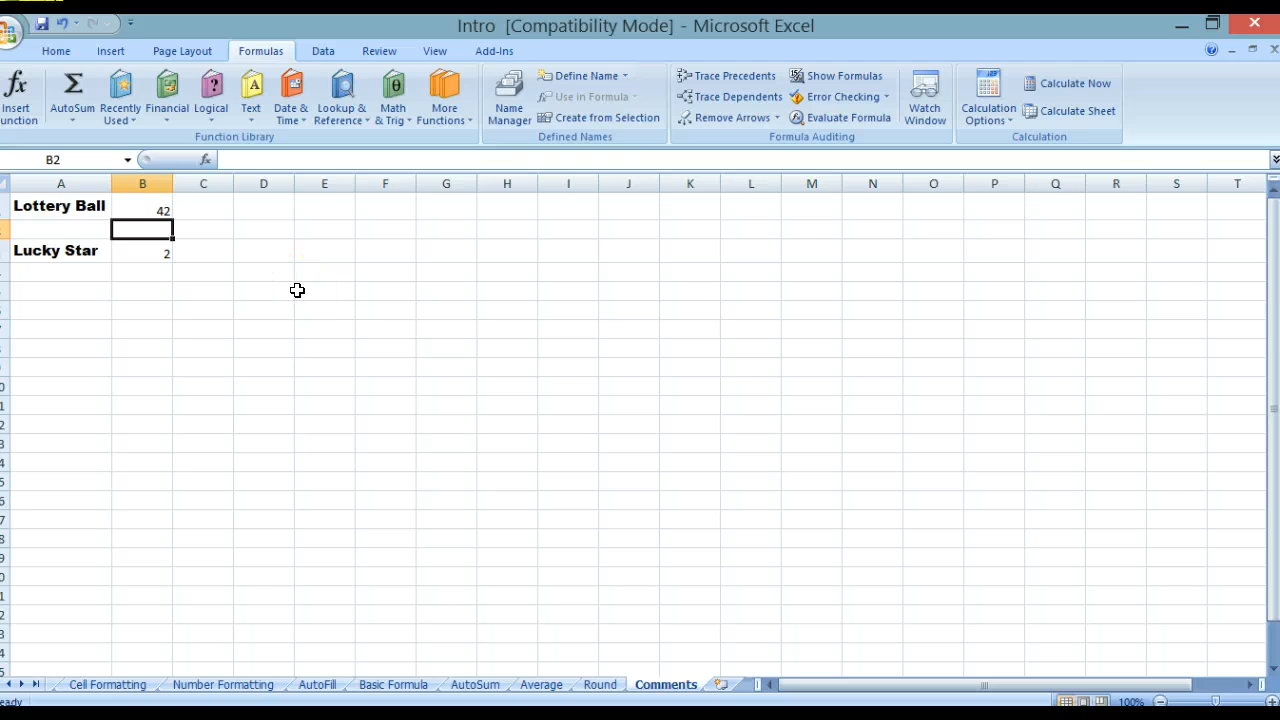 Intro [Compatibility Mode] - Microsoft Excel
Home Insert Page Layout Formulas Data Review View Add-Ins
Insert AutoSum Recently Financial Logical Text Date & Lookup & Math More Name Define Name Trace Precedents Show Formulas Watch Calculation Calculate Now
Used Time Reference & Trig Functions Manager Use in Formula Trace Dependents Error Checking Window Options Calculate Sheet
Create from Selection Remove Arrows Evaluate Formula
Function Library Defined Names Formula Auditing Calculation
B2 fx
A B C D E F G H I J K L M N O P Q R S T
Lottery Ball 42
Lucky Star 2
Cell Formatting Number Formatting AutoFill Basic Formula AutoSum Average Round Comments
100%